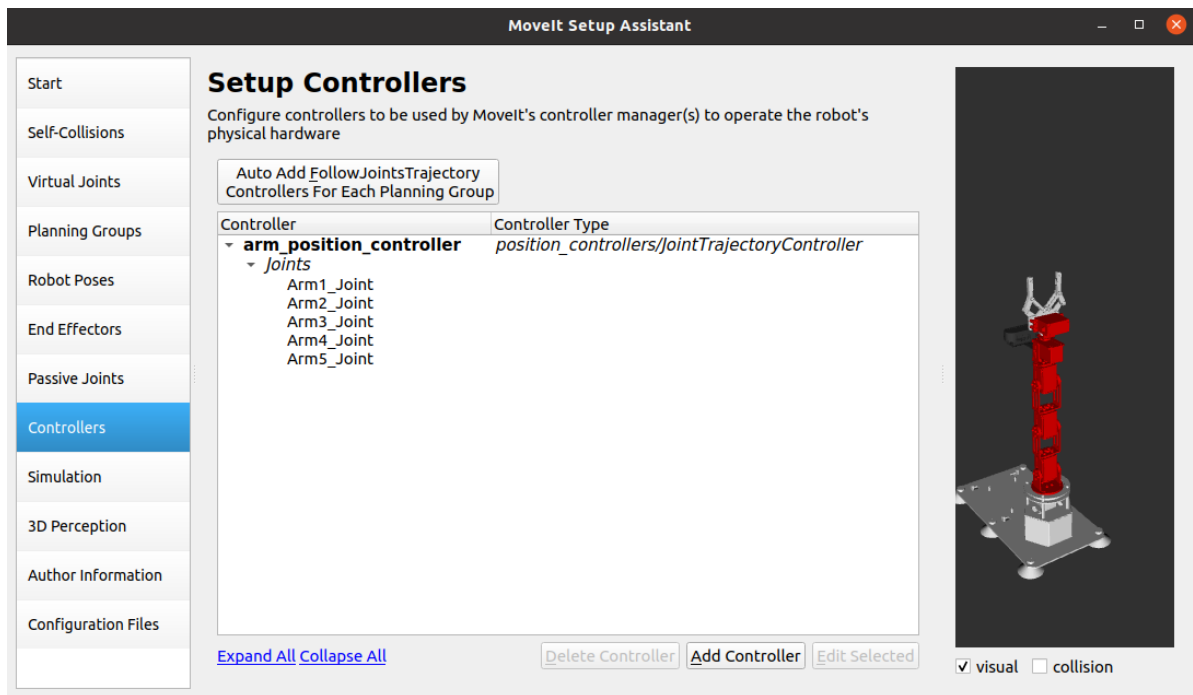 MoveIt Setup Assistant
Start
Self-Collisions
Virtual Joints
Planning Groups
Robot Poses
End Effectors
Passive Joints
Controllers
Simulation
3D Perception
Author Information
Configuration Files
Setup Controllers
Configure controllers to be used by MoveIt's controller manager(s) to operate the robot's
physical hardware
Auto Add FollowJointsTrajectory
Controllers For Each Planning Group
Controller Controller Type
arm_position_controller position_controllers/JointTrajectoryController
Joints
Arm1_Joint
Arm2_Joint
Arm3_Joint
Arm4_Joint
Arm5_Joint
Expand All Collapse All Delete Controller Add Controller Edit Selected
visual collision